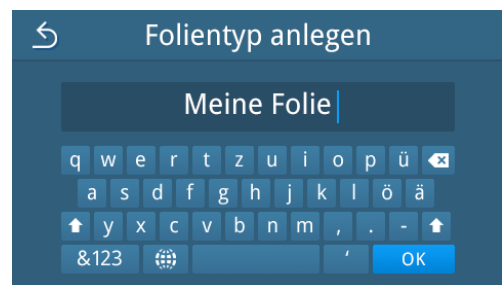 Folientyp anlegen
Meine Folie
q w e r t z u i o p ü
a s d f g h j k l ö ä
y x c v b n m , . -
&123 ' OK